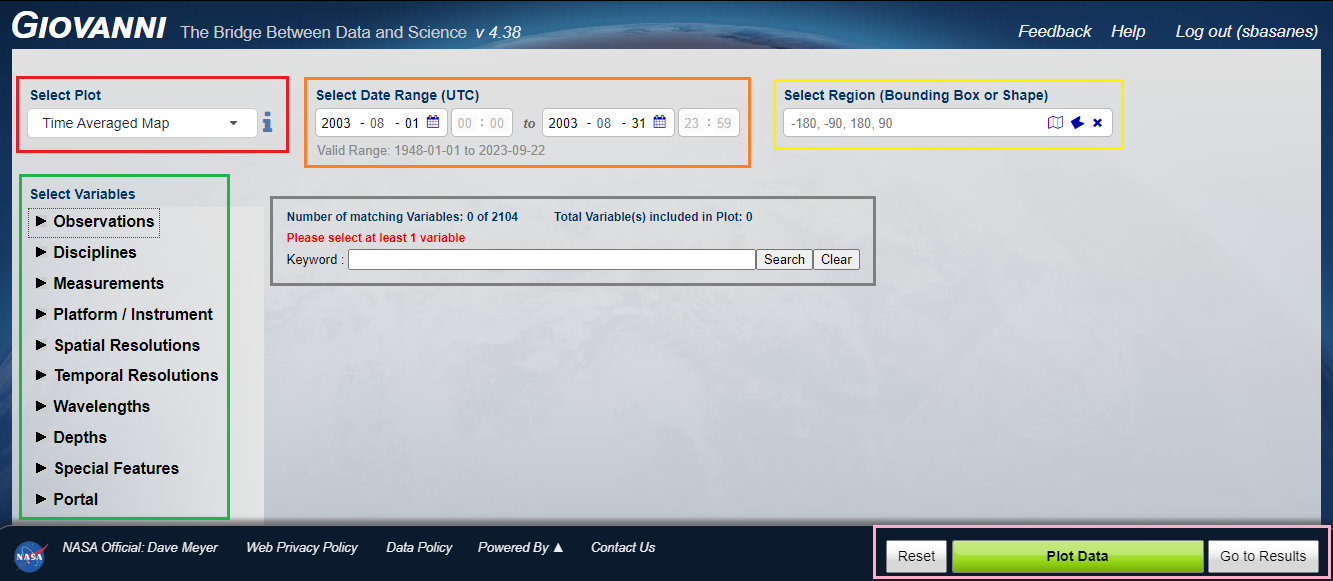 GIOVANNI The Bridge Between Data and Science v 4.38
Feedback Help Log out (sbasanes)
Select Plot
Time Averaged Map
Select Date Range (UTC)
2003 - 08 - 01 00 : 00 to 2003 - 08 - 31 23 : 59
Valid Range: 1948-01-01 to 2023-09-22
Select Region (Bounding Box or Shape)
-180, -90, 180, 90
Select Variables
Observations
Disciplines
Measurements
Platform / Instrument
Spatial Resolutions
Temporal Resolutions
Wavelengths
Depths
Special Features
Portal
Number of matching Variables: 0 of 2104 Total Variable(s) included in Plot: 0
Please select at least 1 variable
Keyword : Search Clear
NASA NASA Official: Dave Meyer Web Privacy Policy Data Policy Powered By ▲ Contact Us
Reset Plot Data Go to Results